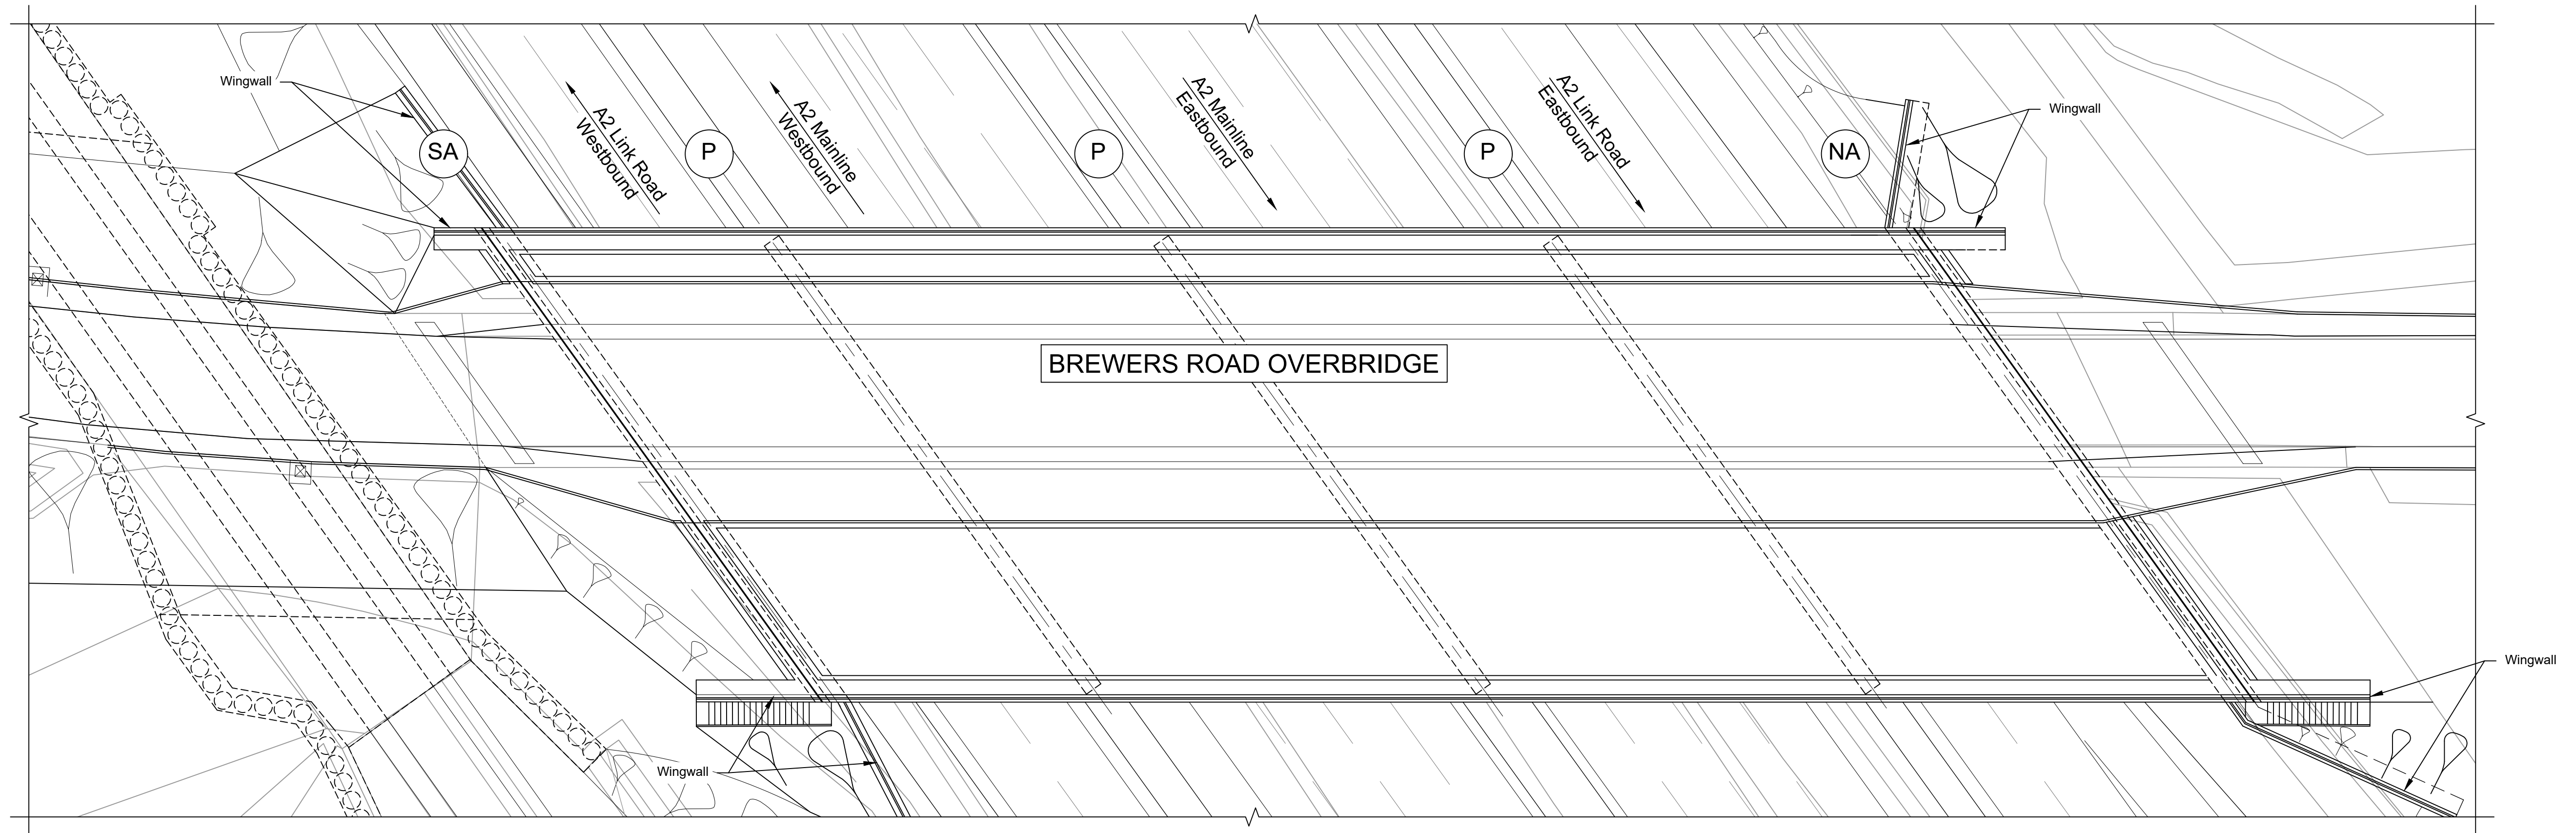 Wingwall
A2 Link Road
Westbound
A2 Mainline
Westbound
A2 Mainline
Eastbound
A2 Link Road
Eastbound
Wingwall
SA
P
P
P
NA
BREWERS ROAD OVERBRIDGE
Wingwall
Wingwall